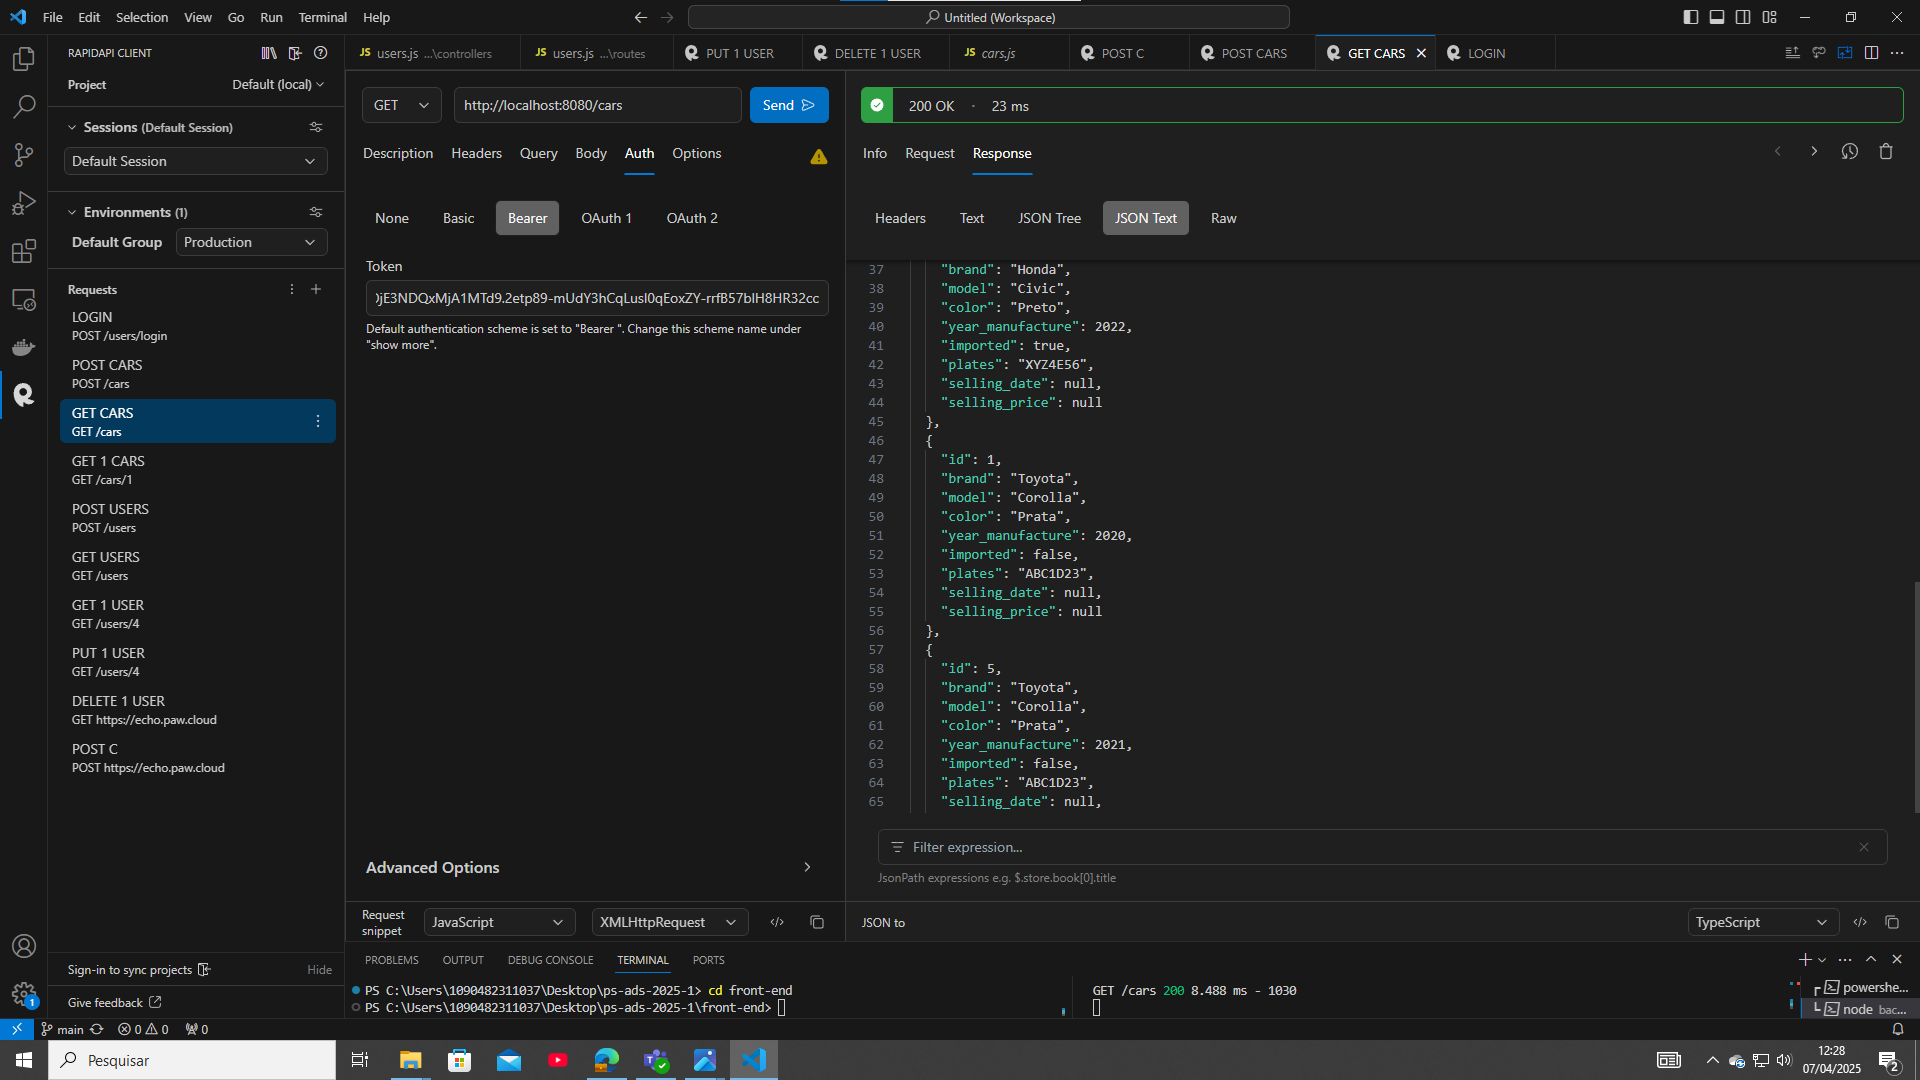 File Edit Selection View Go Run Terminal Help
Untitled (Workspace)
RAPIDAPI CLIENT
Project
Default (local)
Sessions (Default Session)
Default Session
Environments (1)
Default Group
Production
Requests
LOGIN
POST /users/login
POST CARS
POST /cars
GET CARS
GET /cars
GET 1 CARS
GET /cars/1
POST USERS
POST /users
GET USERS
GET /users
GET 1 USER
GET /users/4
PUT 1 USER
GET /users/4
DELETE 1 USER
GET https://echo.paw.cloud
POST C
POST https://echo.paw.cloud
Sign-in to sync projects
Hide
Give feedback
JS users.js ...\controllers
JS users.js ...\routes
PUT 1 USER
DELETE 1 USER
JS cars.js
POST C
POST CARS
GET CARS
LOGIN
GET
http://localhost:8080/cars
Send
Description Headers Query Body Auth Options
None Basic Bearer OAuth 1 OAuth 2
Token
Default authentication scheme is set to "Bearer ". Change this scheme name under
"show more".
Advanced Options
Request
snippet
JavaScript
XMLHttpRequest
200 OK · 23 ms
Info Request Response
Headers Text JSON Tree JSON Text Raw
37 "brand": "Honda",
38 "model": "Civic",
39 "color": "Preto",
40 "year_manufacture": 2022,
41 "imported": true,
42 "plates": "XYZ4E56",
43 "selling_date": null,
44 "selling_price": null
45 },
46 {
47 "id": 1,
48 "brand": "Toyota",
49 "model": "Corolla",
50 "color": "Prata",
51 "year_manufacture": 2020,
52 "imported": false,
53 "plates": "ABC1D23",
54 "selling_date": null,
55 "selling_price": null
56 },
57 {
58 "id": 5,
59 "brand": "Toyota",
60 "model": "Corolla",
61 "color": "Prata",
62 "year_manufacture": 2021,
63 "imported": false,
64 "plates": "ABC1D23",
65 "selling_date": null,
Filter expression...
JsonPath expressions e.g. $.store.book[0].title
JSON to
TypeScript
PROBLEMS OUTPUT DEBUG CONSOLE TERMINAL PORTS
PS C:\Users\1090482311037\Desktop\ps-ads-2025-1> cd front-end
PS C:\Users\1090482311037\Desktop\ps-ads-2025-1\front-end>
GET /cars 200 8.488 ms - 1030
powershe...
node bac...
1
main
0 0
0
Pesquisar
12:28
07/04/2025
2